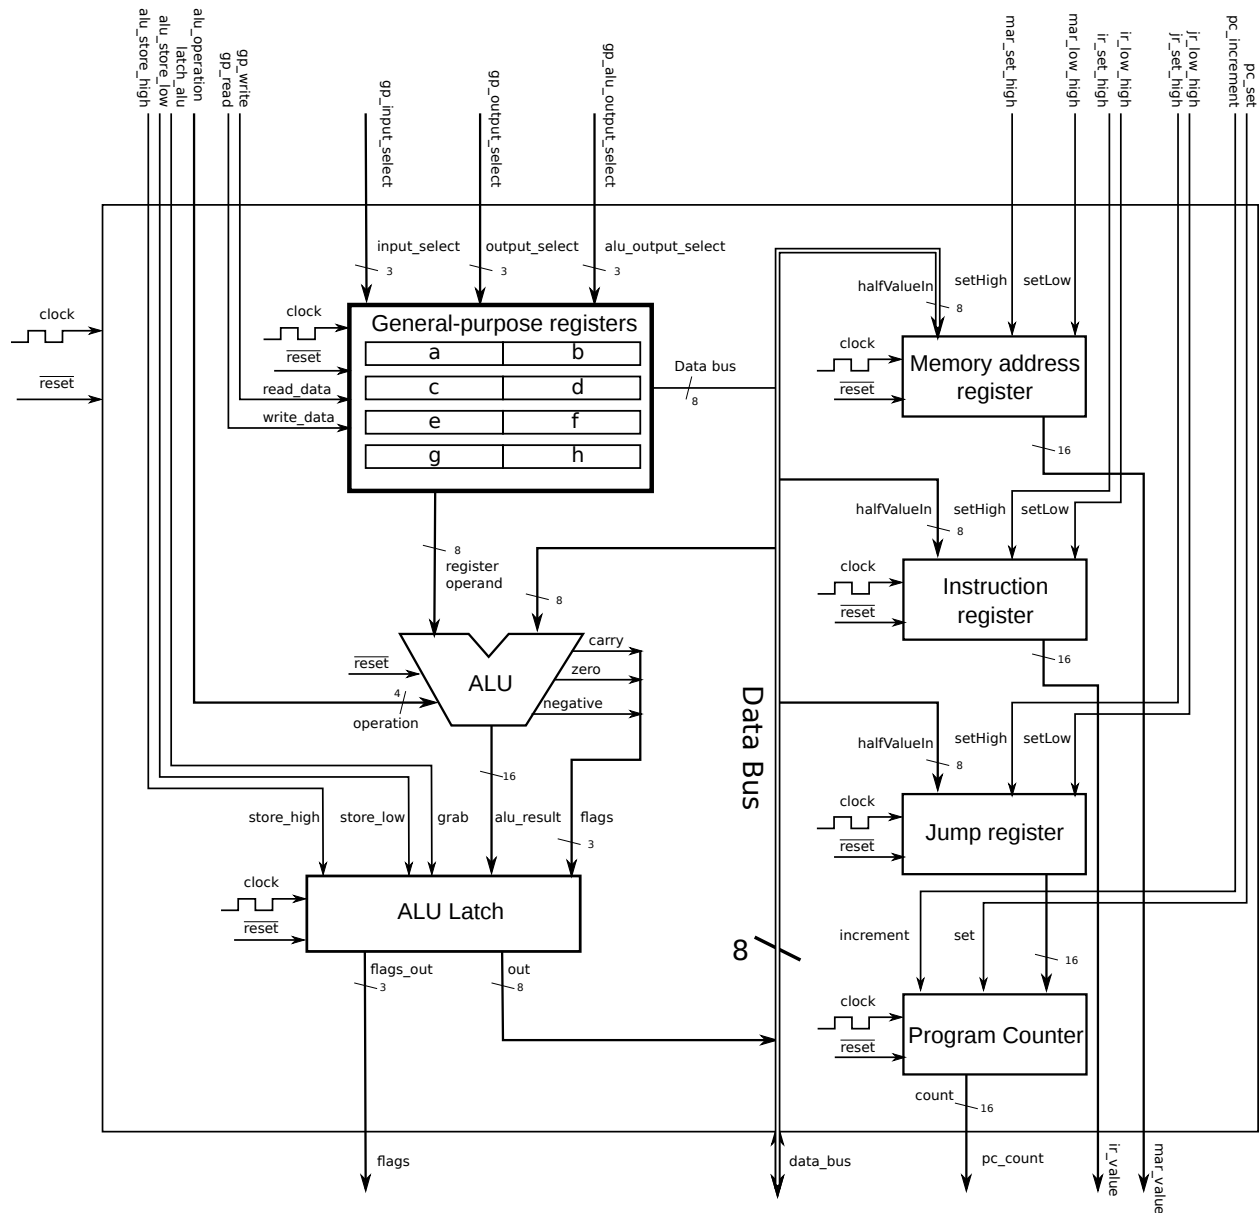 alu_store_high
alu_store_low
latch_alu
alu_operation
gp_read
gp_write
gp_input_select
gp_output_select
gp_alu_output_select
mar_set_high
mar_low_high
ir_set_high
ir_low_high
jr_set_high
jr_low_high
pc_increment
pc_set
input_select
3
output_select
3
alu_output_select
3
clock
reset
clock
reset
read_data
write_data
General-purpose registers
a
b
c
d
e
f
g
h
Data bus
8
halfValueIn
8
setHigh
setLow
clock
reset
Memory address
register
16
halfValueIn
8
setHigh
setLow
clock
reset
Instruction
register
16
8
register
operand
8
reset
4
operation
ALU
carry
zero
negative
16
Data Bus
halfValueIn
8
setHigh
setLow
clock
reset
Jump register
16
store_high
store_low
grab
alu_result
flags
3
clock
reset
ALU Latch
flags_out
3
out
8
8
increment
set
clock
reset
Program Counter
count
16
flags
data_bus
pc_count
ir_value
mar_value